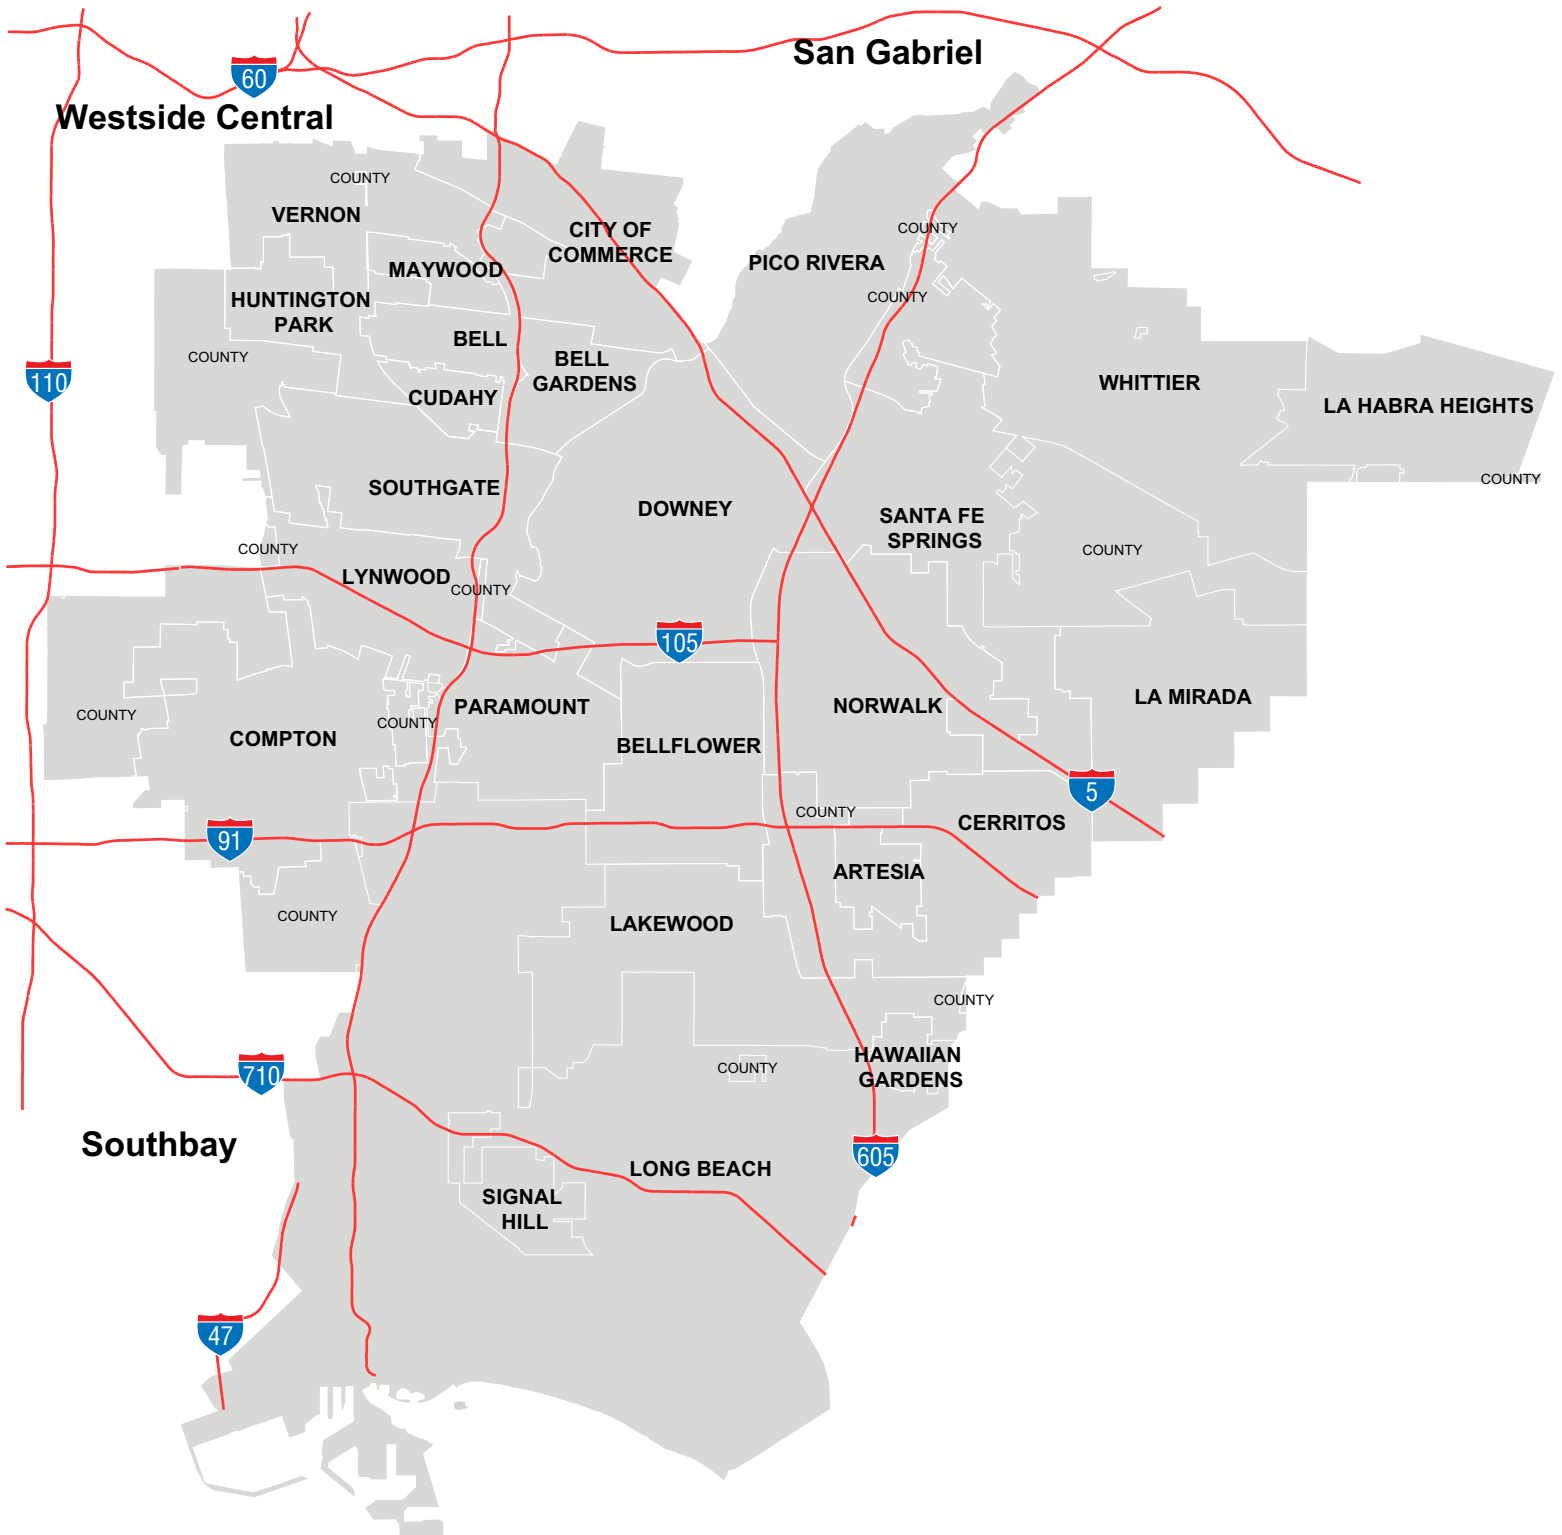 San Gabriel
60
Westside Central
COUNTY
VERNON
CITY OF
COMMERCE
COUNTY
PICO RIVERA
MAYWOOD
HUNTINGTON
PARK
COUNTY
BELL
COUNTY
BELL
GARDENS
110
WHITTIER
CUDAHY
LA HABRA HEIGHTS
COUNTY
SOUTHGATE
DOWNEY
SANTA FE
SPRINGS
COUNTY
COUNTY
LYNWOOD
COUNTY
105
PARAMOUNT
NORWALK
LA MIRADA
COUNTY
COUNTY
COMPTON
BELLFLOWER
5
COUNTY
CERRITOS
91
ARTESIA
COUNTY
LAKEWOOD
COUNTY
HAWAIIAN
GARDENS
COUNTY
710
Southbay
605
LONG BEACH
SIGNAL
HILL
47